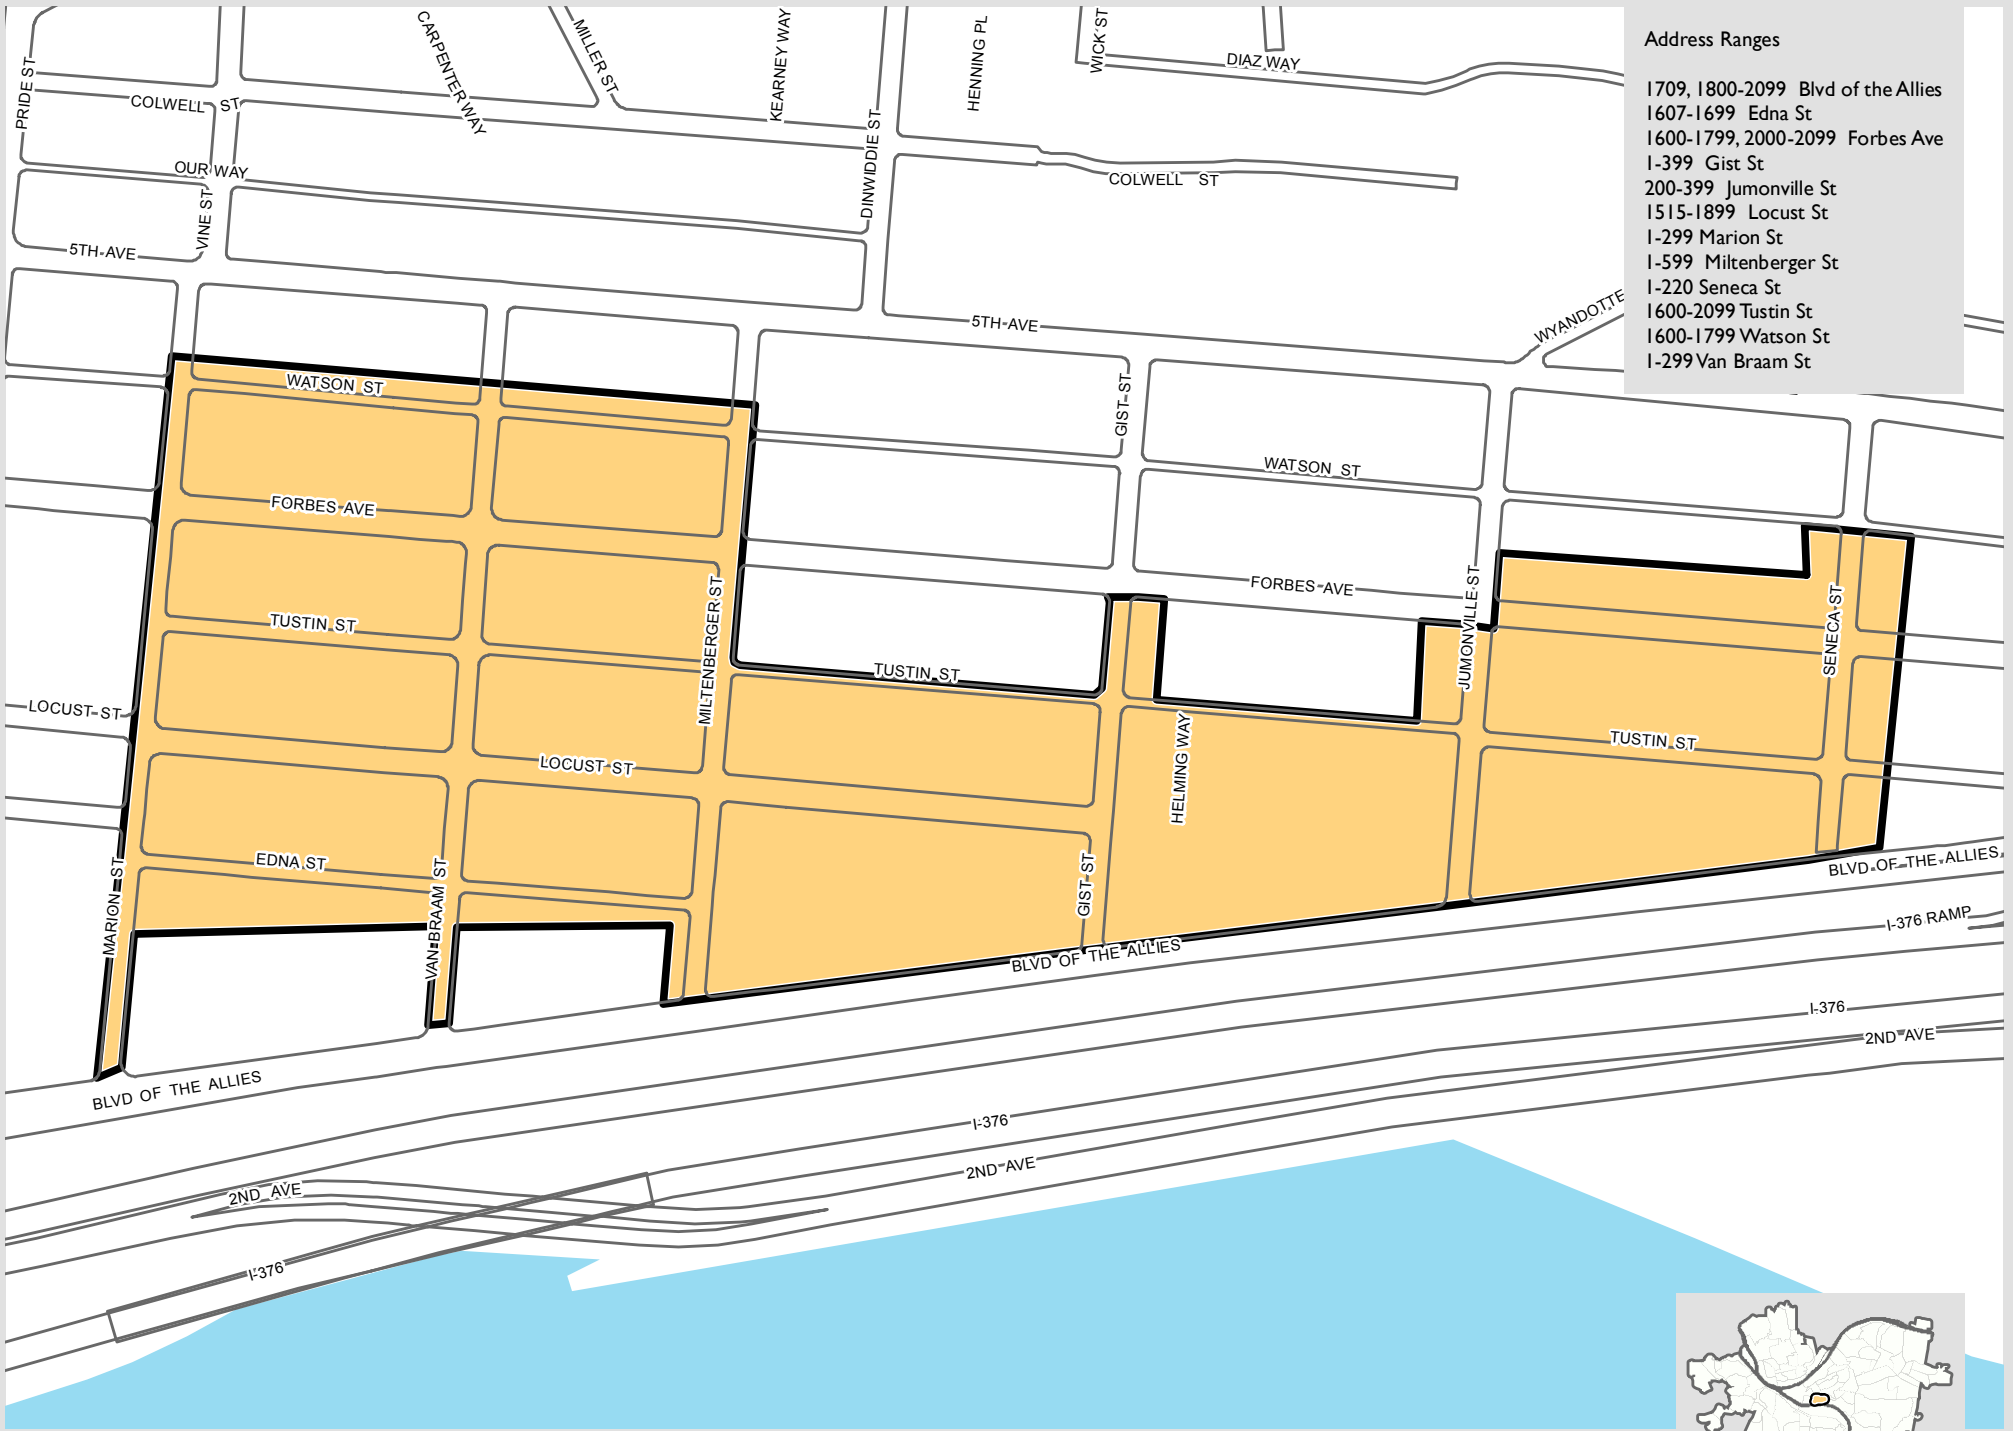 CARPENTER WAY
MILLER ST
KEARNEY WAY
HENNING PL
WICK ST
DIAZ WAY
PRIDE ST
COLWELL ST
OUR WAY
VINE ST
DINWIDDIE ST
COLWELL ST
5TH AVE
5TH AVE
WYANDOTTE
Address Ranges
1709, 1800-2099 Blvd of the Allies
1607-1699 Edna St
1600-1799, 2000-2099 Forbes Ave
1-399 Gist St
200-399 Jumonville St
1515-1899 Locust St
1-299 Marion St
1-599 Miltenberger St
1-220 Seneca St
1600-2099 Tustin St
1600-1799 Watson St
1-299 Van Braam St
WATSON ST
GIST ST
WATSON ST
FORBES AVE
FORBES AVE
TUSTIN ST
MILTENBERGER ST
TUSTIN ST
JUMONVILLE ST
SENECA ST
LOCUST ST
LOCUST ST
HELMING WAY
TUSTIN ST
EDNA ST
MARION ST
VAN BRAAM ST
GIST ST
BLVD OF THE ALLIES
BLVD OF THE ALLIES
I-376 RAMP
I-376
2ND AVE
BLVD OF THE ALLIES
I-376
2ND AVE
2ND AVE
I-376